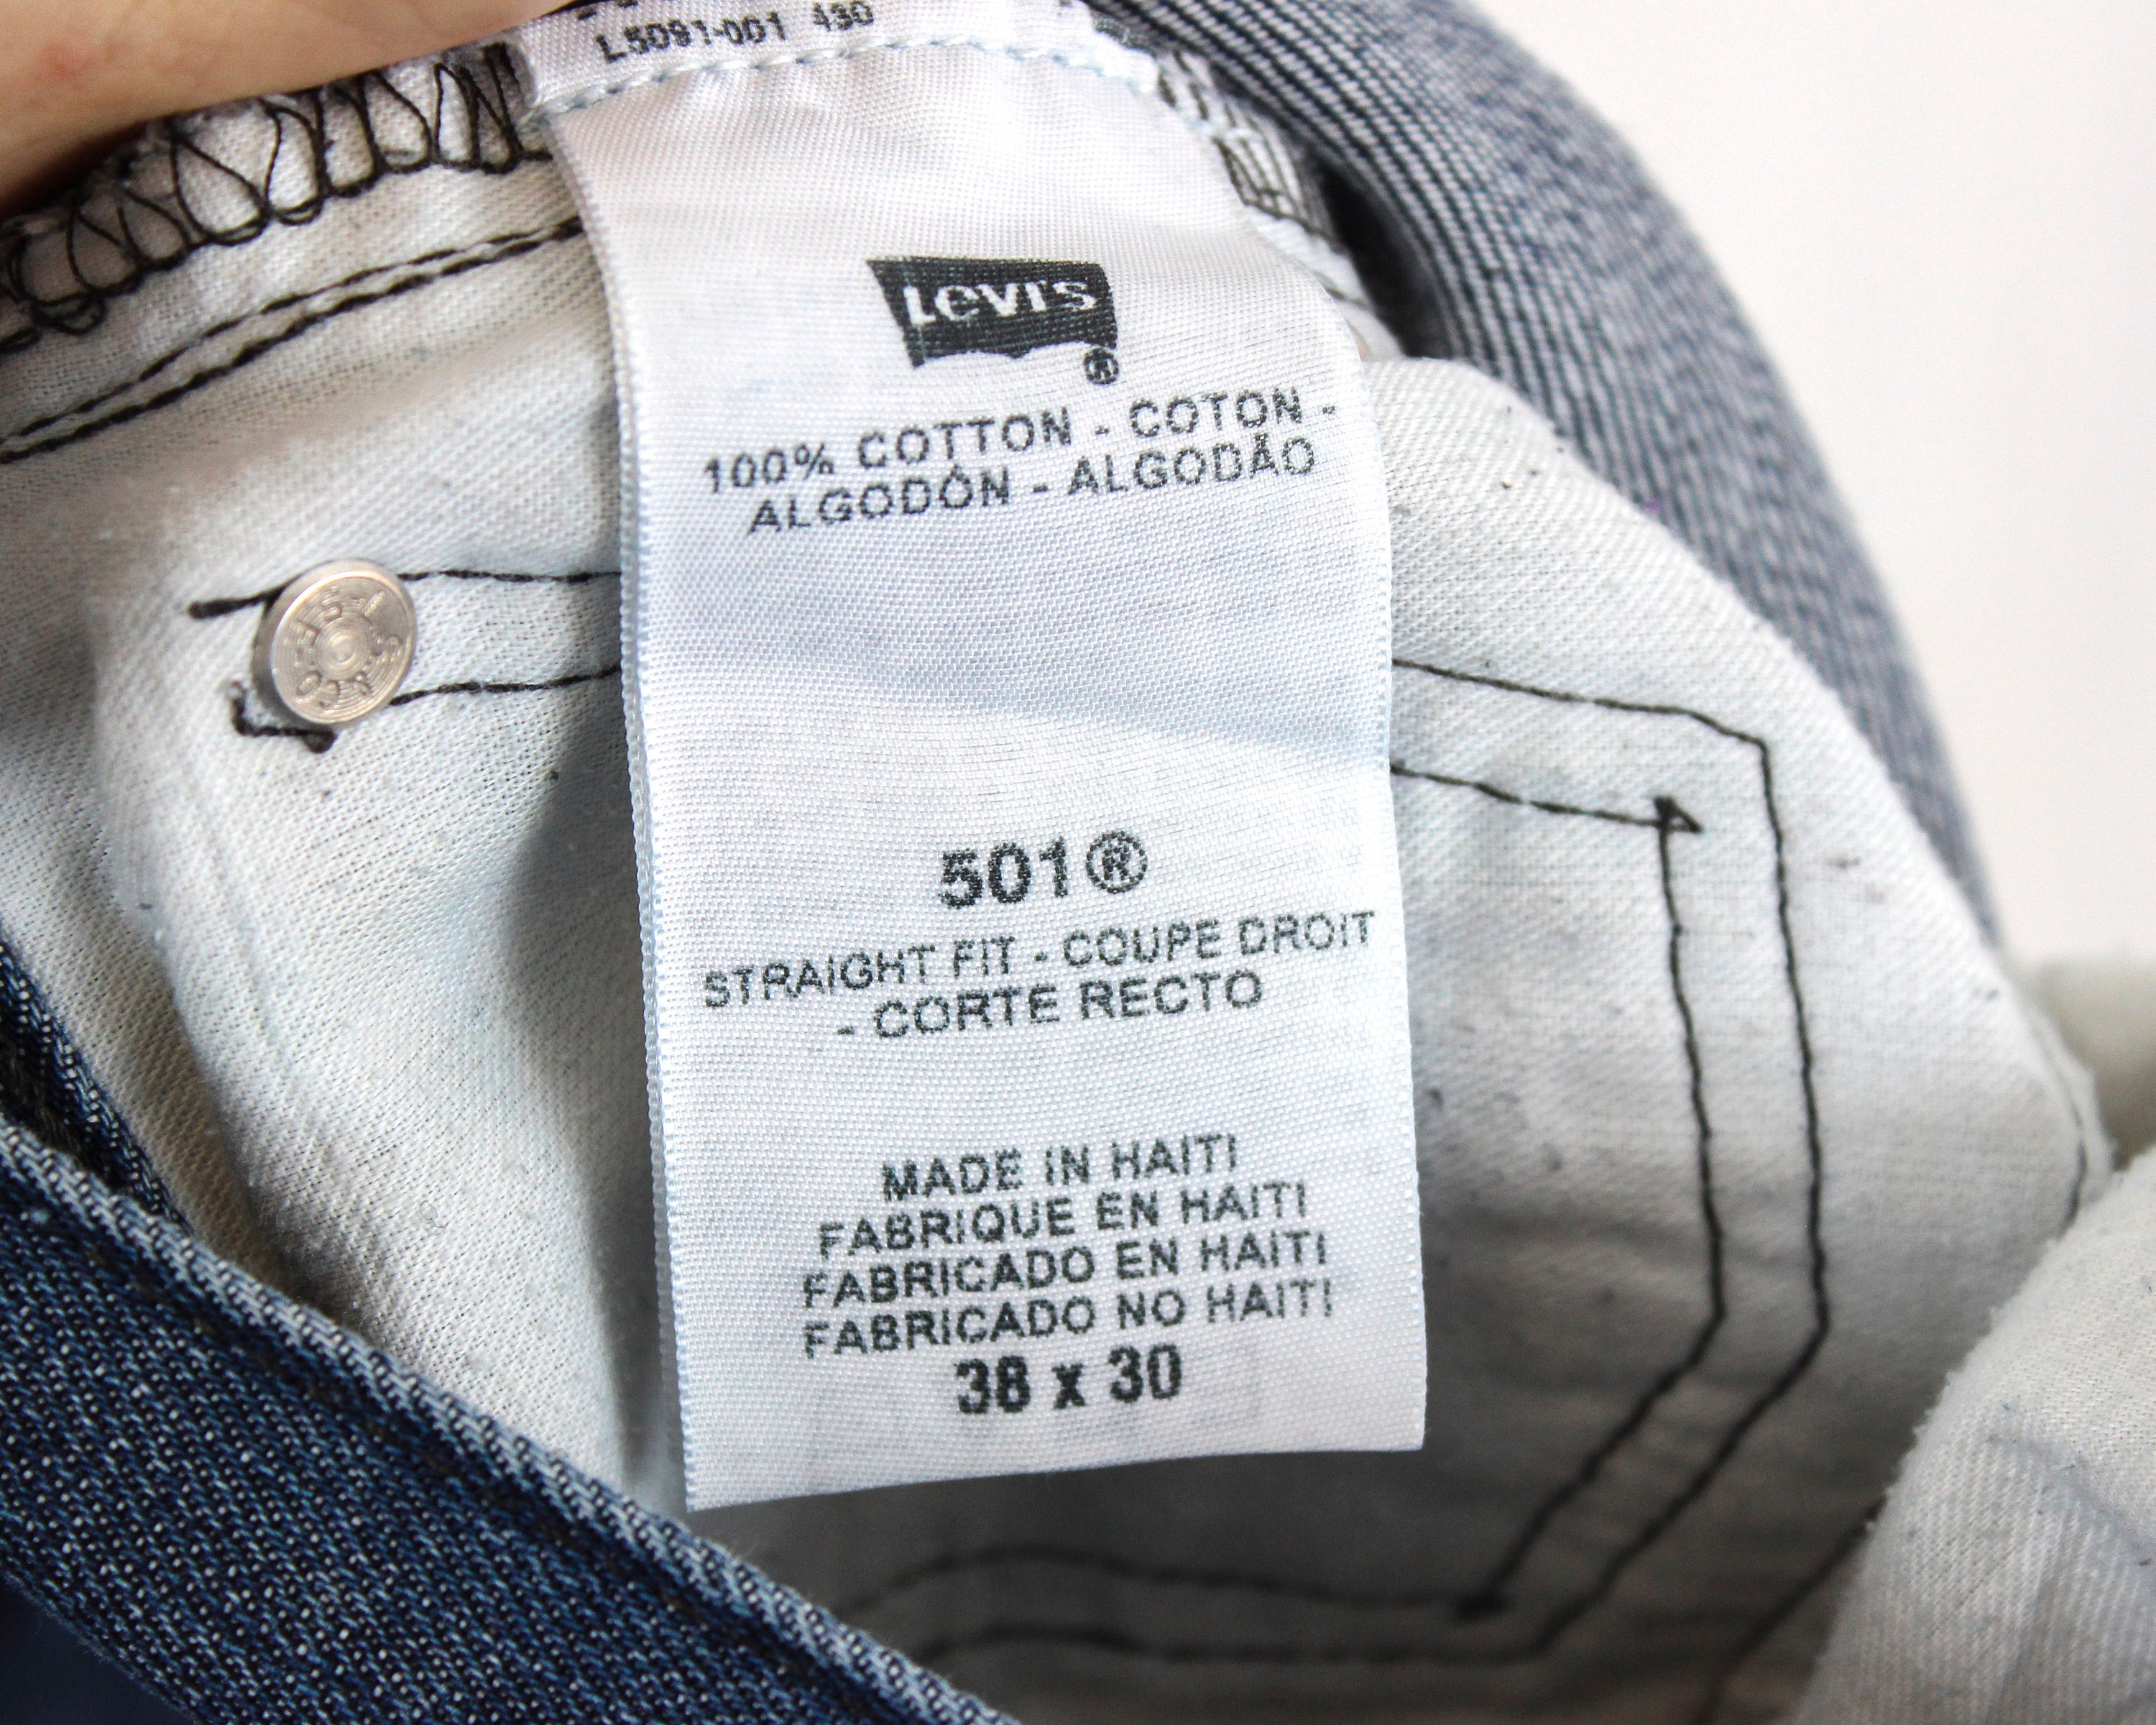 L5091-001 430
Levi's ®
100% COTTON - COTON -
ALGODÓN - ALGODÃO
501®
STRAIGHT FIT - COUPE DROIT
- CORTE RECTO
MADE IN HAITI
FABRIQUE EN HAITI
FABRICADO EN HAITI
FABRICADO NO HAITI
38 x 30
L.S. & CO S.F.